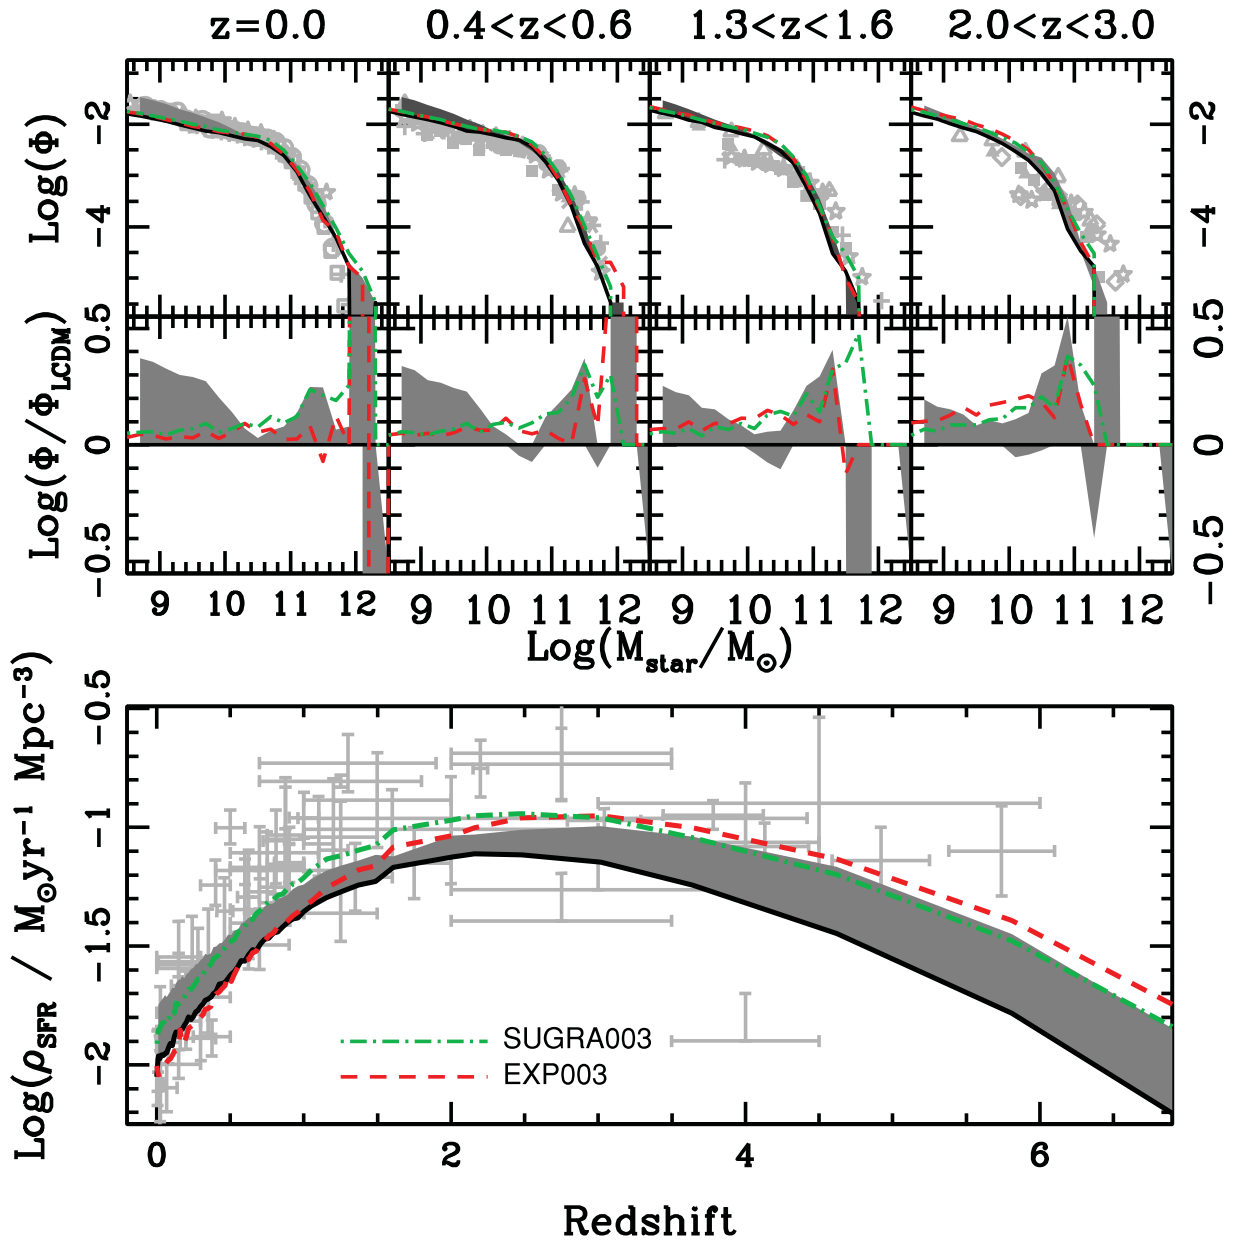 z=0.0 0.4<z<0.6 1.3<z<1.6 2.0<z<3.0
Log(Φ)
-2
-4
-2
-4
Log(Φ/Φ_LCDM)
0.5
0
-0.5
0.5
0
-0.5
9 10 11 12 9 10 11 12 9 10 11 12 9 10 11 12
Log(M_star/M_⊙)
Log(ρ_SFR / M_⊙yr⁻¹ Mpc⁻³)
-0.5
-1
-1.5
-2
SUGRA003
EXP003
0 2 4 6
Redshift